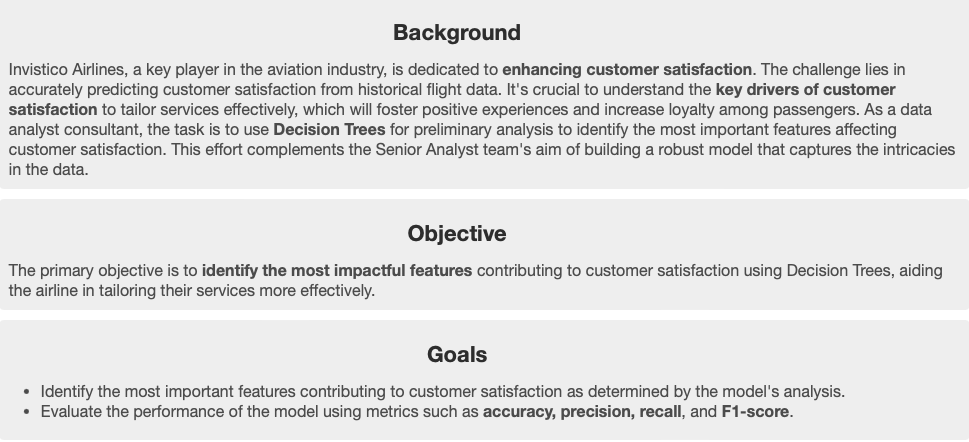 Background
Invistico Airlines, a key player in the aviation industry, is dedicated to enhancing customer satisfaction. The challenge lies in
accurately predicting customer satisfaction from historical flight data. It's crucial to understand the key drivers of customer
satisfaction to tailor services effectively, which will foster positive experiences and increase loyalty among passengers. As a data
analyst consultant, the task is to use Decision Trees for preliminary analysis to identify the most important features affecting
customer satisfaction. This effort complements the Senior Analyst team's aim of building a robust model that captures the intricacies
in the data.
Objective
The primary objective is to identify the most impactful features contributing to customer satisfaction using Decision Trees, aiding
the airline in tailoring their services more effectively.
Goals
• Identify the most important features contributing to customer satisfaction as determined by the model's analysis.
• Evaluate the performance of the model using metrics such as accuracy, precision, recall, and F1-score.